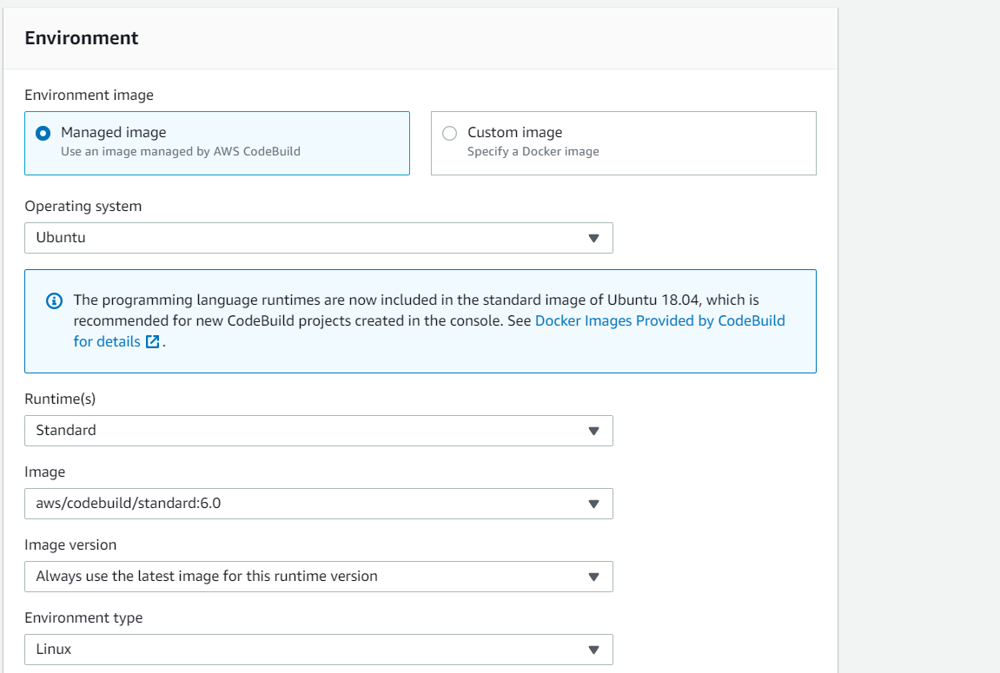 Environment
Environment image
Managed image
Use an image managed by AWS CodeBuild
Custom image
Specify a Docker image
Operating system
Ubuntu
The programming language runtimes are now included in the standard image of Ubuntu 18.04, which is
recommended for new CodeBuild projects created in the console. See Docker Images Provided by CodeBuild
for details.
Runtime(s)
Standard
Image
aws/codebuild/standard:6.0
Image version
Always use the latest image for this runtime version
Environment type
Linux